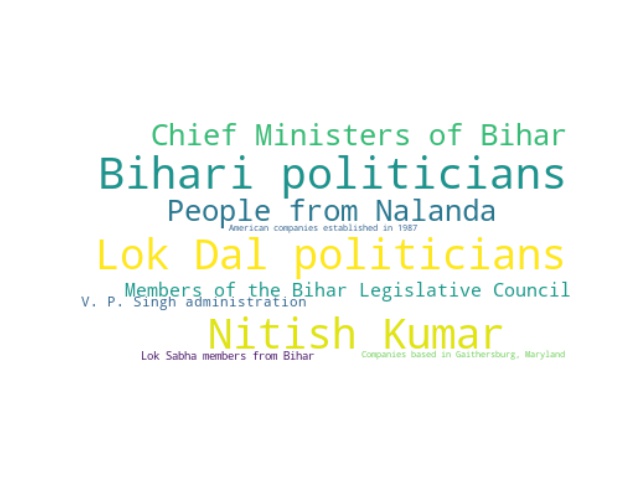 Chief Ministers of Bihar
Bihari politicians
People from Nalanda
American companies established in 1987
Lok Dal politicians
Members of the Bihar Legislative Council
V. P. Singh administration
Nitish Kumar
Lok Sabha members from Bihar
Companies based in Gaithersburg, Maryland